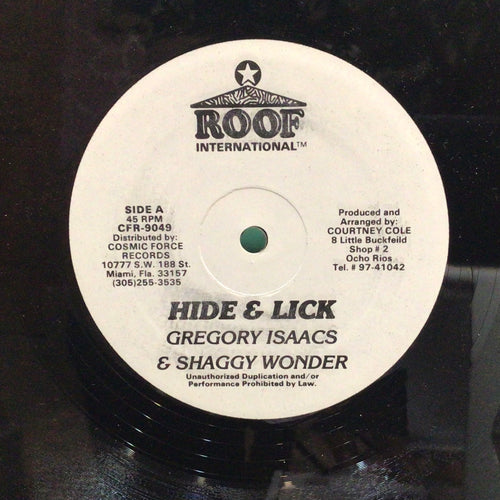 ROOF
INTERNATIONAL™
SIDE A
45 RPM
CFR-9049
Distributed by:
COSMIC FORCE
RECORDS
10777 S.W. 188 St.
Miami, Fla. 33157
(305)255-3535
Produced and
Arranged by:
COURTNEY COLE
8 Little Buckfeild
Shop # 2
Ocho Rios
Tel. # 97-41042
HIDE & LICK
GREGORY ISAACS
& SHAGGY WONDER
Unauthorized Duplication and/or
Performance Prohibited by Law.